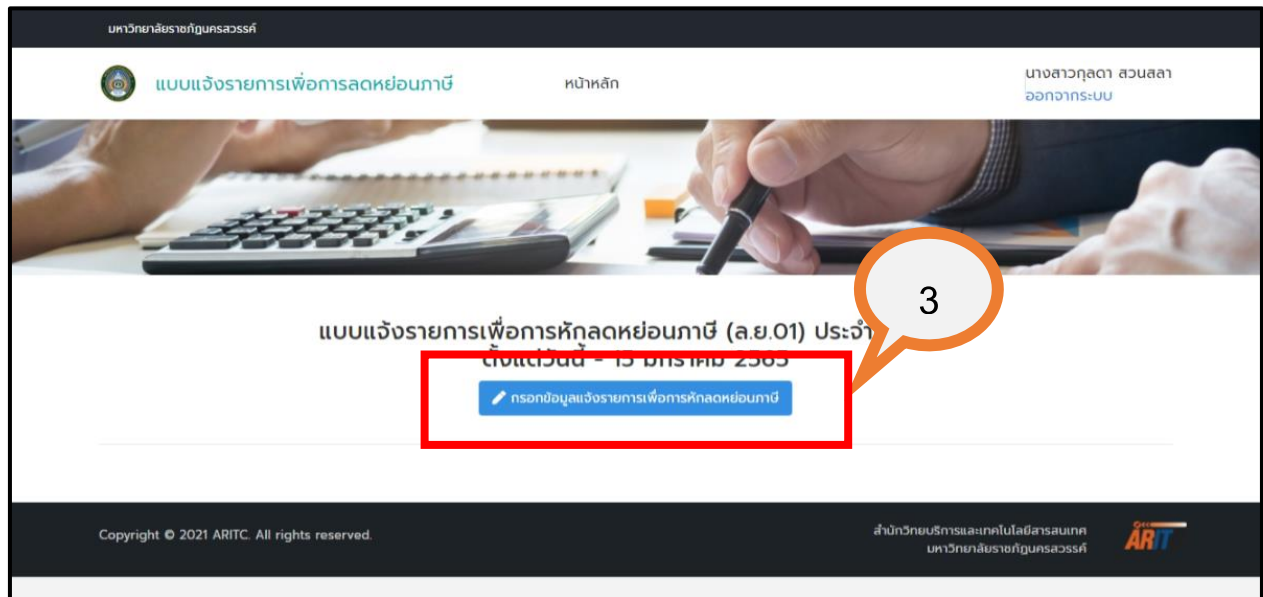 มหาวิทยาลัยราชภัฏนครสวรรค์
แบบแจ้งรายการเพื่อการลดหย่อนภาษี
หน้าหลัก
นางสาวกุลดา สวนสลา
ออกจากระบบ
3
แบบแจ้งรายการเพื่อการหักลดหย่อนภาษี (ล.ย.01) ประจำ
ตั้งแต่วันนี้ - 15 มกราคม 2565
กรอกข้อมูลแจ้งรายการเพื่อการหักลดหย่อนภาษี
Copyright © 2021 ARITC. All rights reserved.
สำนักวิทยบริการและเทคโนโลยีสารสนเทศ
มหาวิทยาลัยราชภัฏนครสวรรค์
ARIT